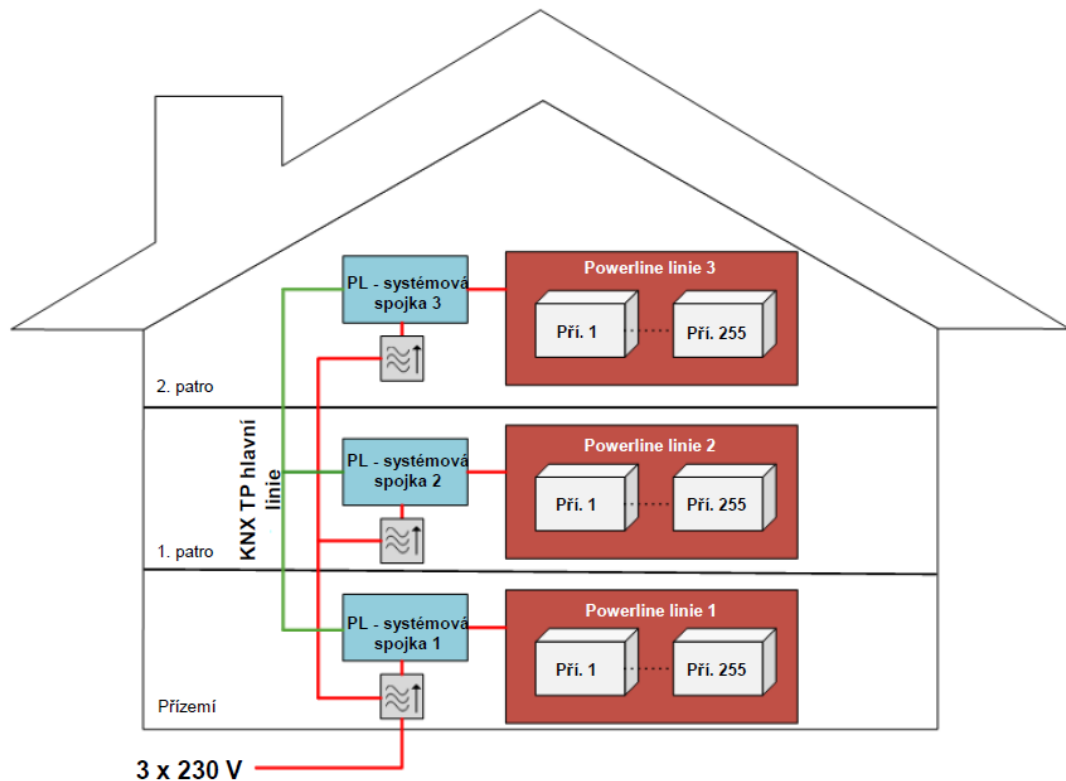 Powerline linie 3
PL - systémová
spojka 3
Pří. 1
Pří. 255
2. patro
KNX TP hlavní
linie
Powerline linie 2
PL - systémová
spojka 2
Pří. 1
Pří. 255
1. patro
Powerline linie 1
PL - systémová
spojka 1
Pří. 1
Pří. 255
Přízemí
3 x 230 V